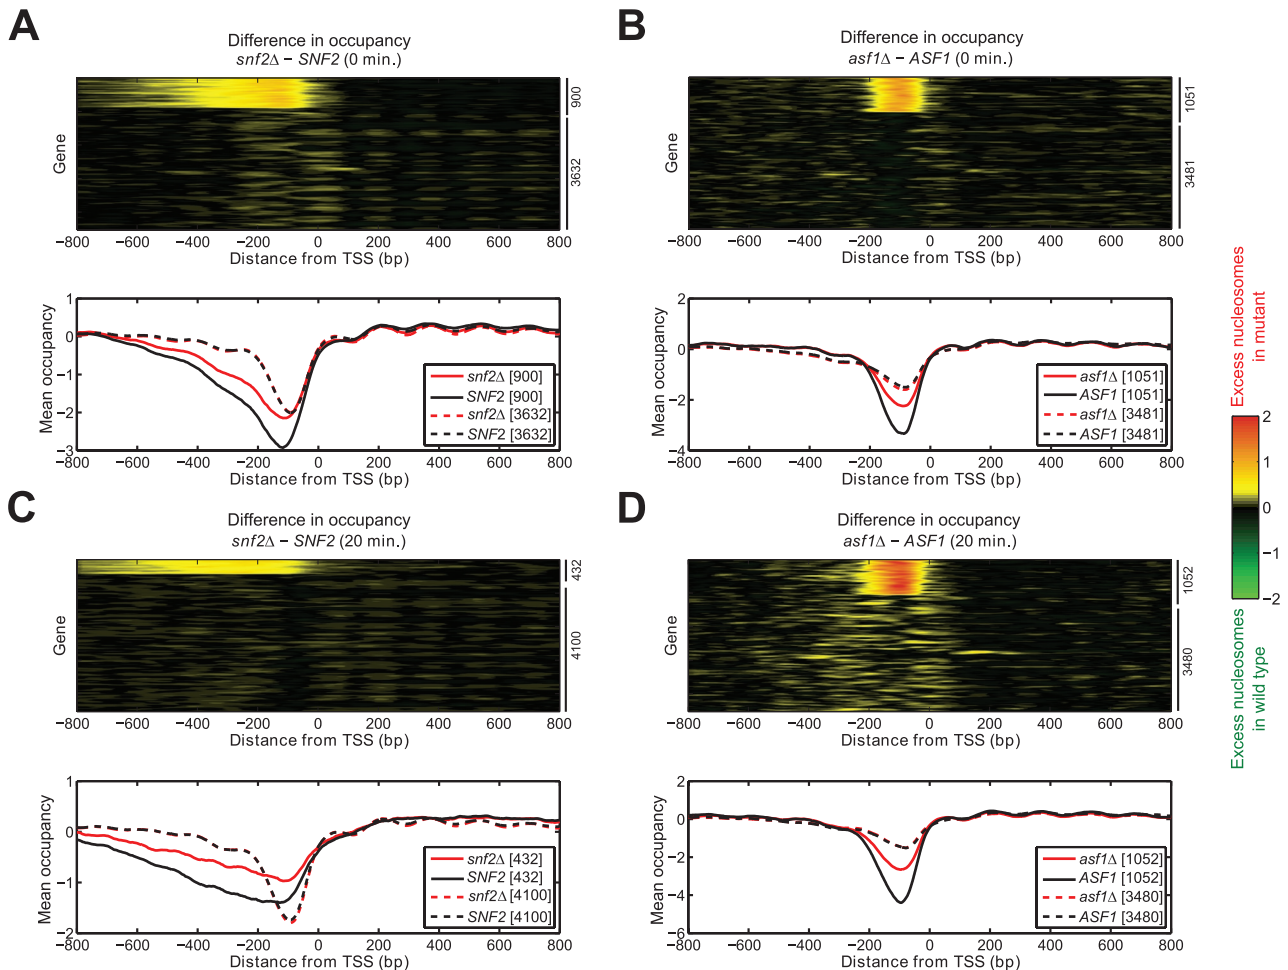 A
Difference in occupancy
snf2Δ − SNF2 (0 min.)
Gene
900
3632
−800 −600 −400 −200 0 200 400 600 800
Distance from TSS (bp)
Mean occupancy
1
0
−1
−2
−3
snf2Δ [900]
SNF2 [900]
snf2Δ [3632]
SNF2 [3632]
−800 −600 −400 −200 0 200 400 600 800
Distance from TSS (bp)
B
Difference in occupancy
asf1Δ − ASF1 (0 min.)
Gene
1051
3481
−800 −600 −400 −200 0 200 400 600 800
Distance from TSS (bp)
Mean occupancy
2
0
−2
−4
asf1Δ [1051]
ASF1 [1051]
asf1Δ [3481]
ASF1 [3481]
−800 −600 −400 −200 0 200 400 600 800
Distance from TSS (bp)
C
Difference in occupancy
snf2Δ − SNF2 (20 min.)
Gene
432
4100
−800 −600 −400 −200 0 200 400 600 800
Distance from TSS (bp)
Mean occupancy
1
0
−1
−2
snf2Δ [432]
SNF2 [432]
snf2Δ [4100]
SNF2 [4100]
−800 −600 −400 −200 0 200 400 600 800
Distance from TSS (bp)
D
Difference in occupancy
asf1Δ − ASF1 (20 min.)
Gene
1052
3480
−800 −600 −400 −200 0 200 400 600 800
Distance from TSS (bp)
Mean occupancy
2
0
−2
−4
−6
asf1Δ [1052]
ASF1 [1052]
asf1Δ [3480]
ASF1 [3480]
−800 −600 −400 −200 0 200 400 600 800
Distance from TSS (bp)
Excess nucleosomes
in mutant
2
1
0
−1
−2
Excess nucleosomes
in wild type